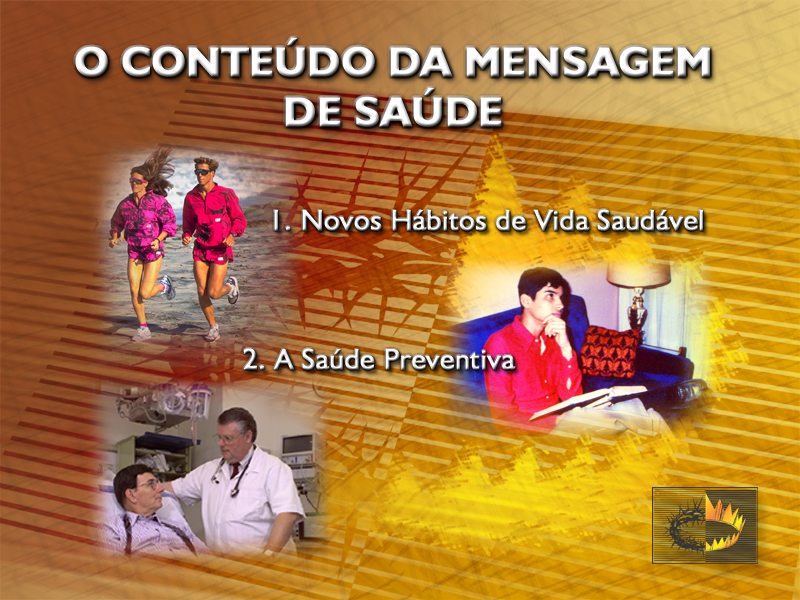 O CONTEÚDO DA MENSAGEM
DE SAÚDE
1. Novos Hábitos de Vida Saudável
2. A Saúde Preventiva